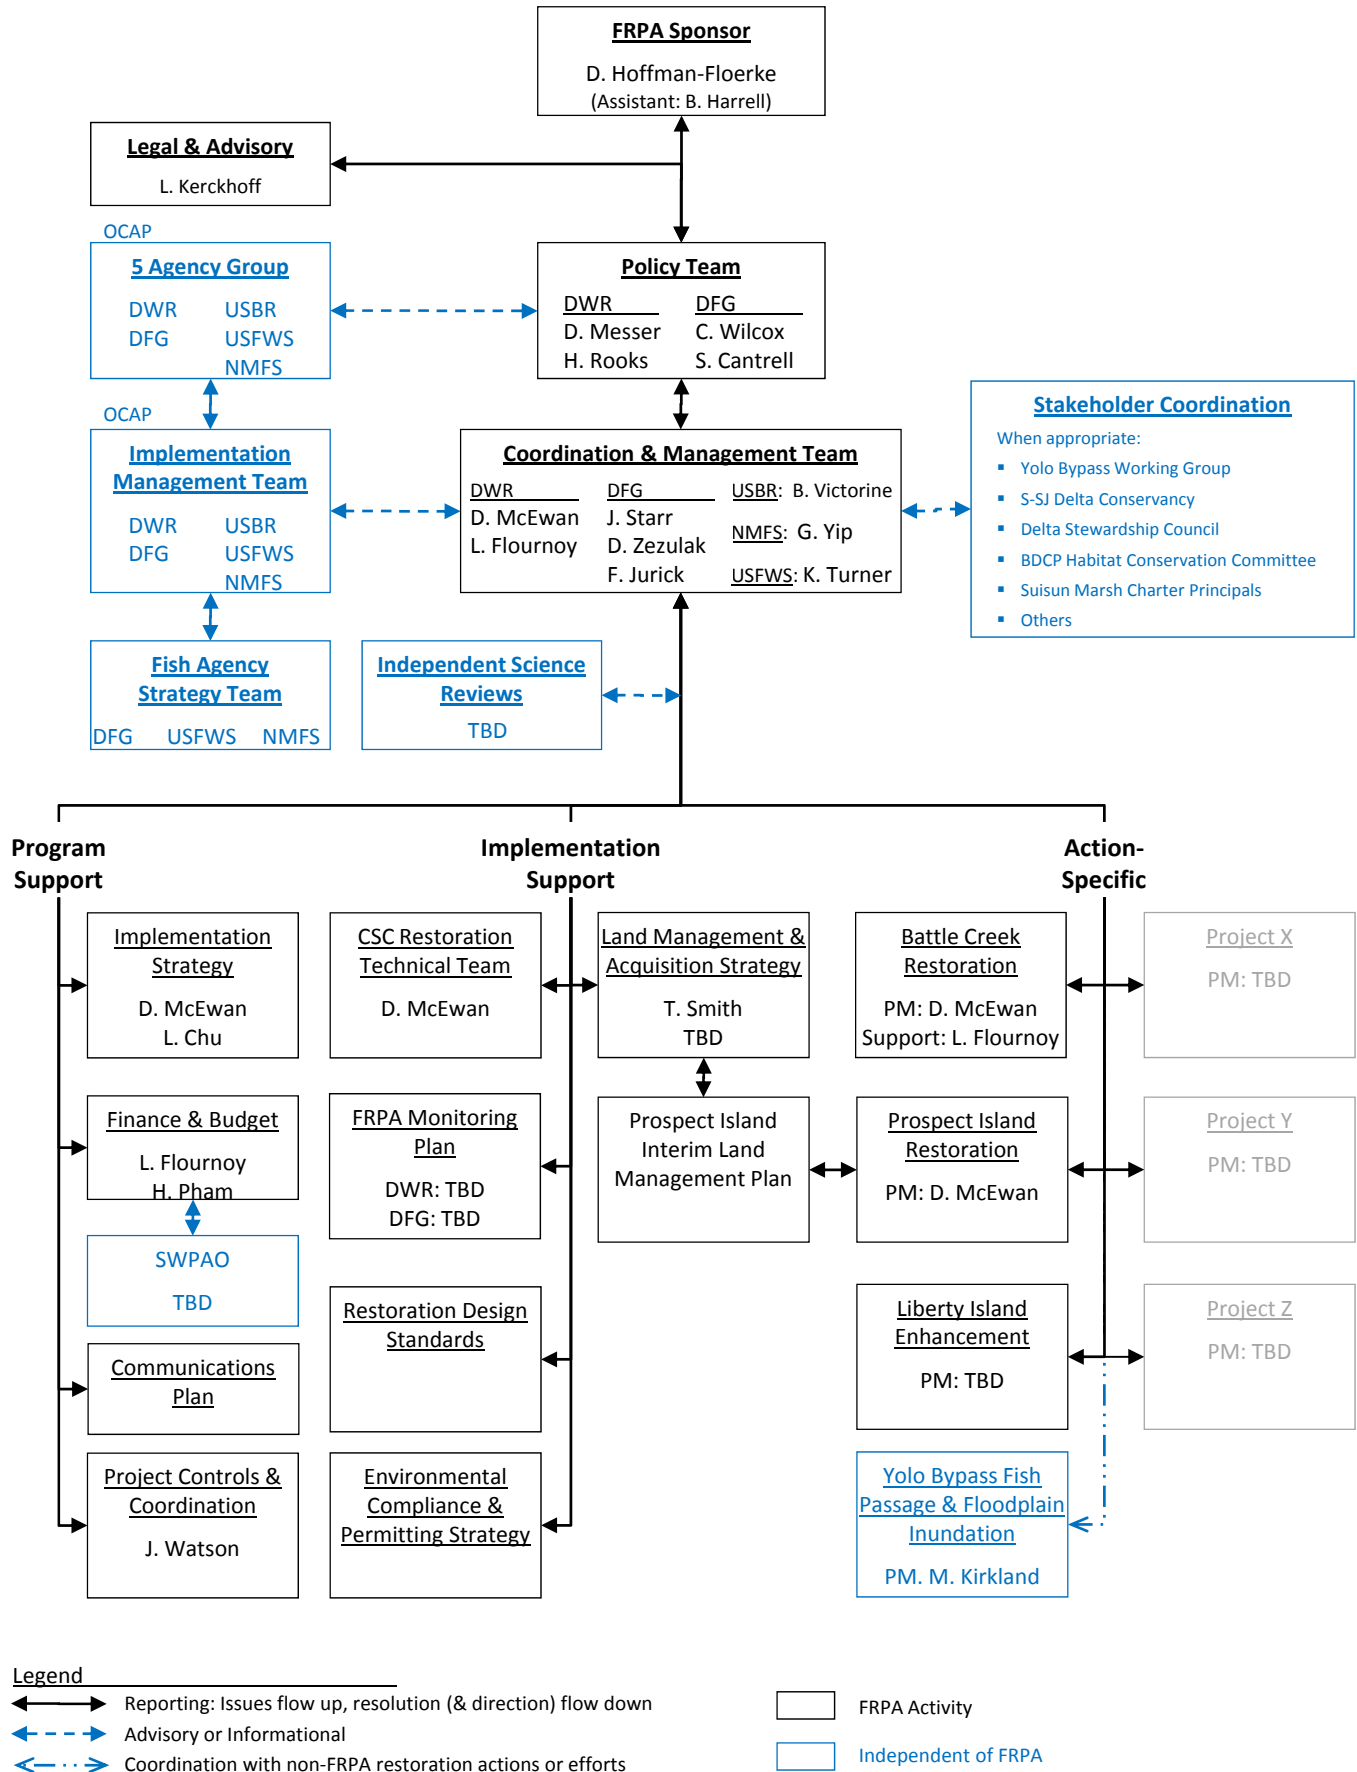 FRPA Sponsor
D. Hoffman-Floerke
(Assistant: B. Harrell)
Legal & Advisory
L. Kerckhoff
OCAP
5 Agency Group
DWR USBR
DFG USFWS
NMFS
Policy Team
DWR DFG
D. Messer C. Wilcox
H. Rooks S. Cantrell
OCAP
Implementation
Management Team
DWR USBR
DFG USFWS
NMFS
Coordination & Management Team
DWR DFG USBR: B. Victorine
D. McEwan J. Starr
L. Flournoy D. Zezulak NMFS: G. Yip
F. Jurick USFWS: K. Turner
Stakeholder Coordination
When appropriate:
▪ Yolo Bypass Working Group
▪ S-SJ Delta Conservancy
▪ Delta Stewardship Council
▪ BDCP Habitat Conservation Committee
▪ Suisun Marsh Charter Principals
▪ Others
Fish Agency
Strategy Team
DFG USFWS NMFS
Independent Science
Reviews
TBD
Program
Support
Implementation
Support
Action-
Specific
Implementation
Strategy
D. McEwan
L. Chu
CSC Restoration
Technical Team
D. McEwan
Land Management &
Acquisition Strategy
T. Smith
TBD
Battle Creek
Restoration
PM: D. McEwan
Support: L. Flournoy
Project X
PM: TBD
Finance & Budget
L. Flournoy
H. Pham
FRPA Monitoring
Plan
DWR: TBD
DFG: TBD
Prospect Island
Interim Land
Management Plan
Prospect Island
Restoration
PM: D. McEwan
Project Y
PM: TBD
SWPAO
TBD
Restoration Design
Standards
Liberty Island
Enhancement
PM: TBD
Project Z
PM: TBD
Communications
Plan
Project Controls &
Coordination
J. Watson
Environmental
Compliance &
Permitting Strategy
Yolo Bypass Fish
Passage & Floodplain
Inundation
PM. M. Kirkland
Legend
Reporting: Issues flow up, resolution (& direction) flow down
Advisory or Informational
Coordination with non-FRPA restoration actions or efforts
FRPA Activity
Independent of FRPA